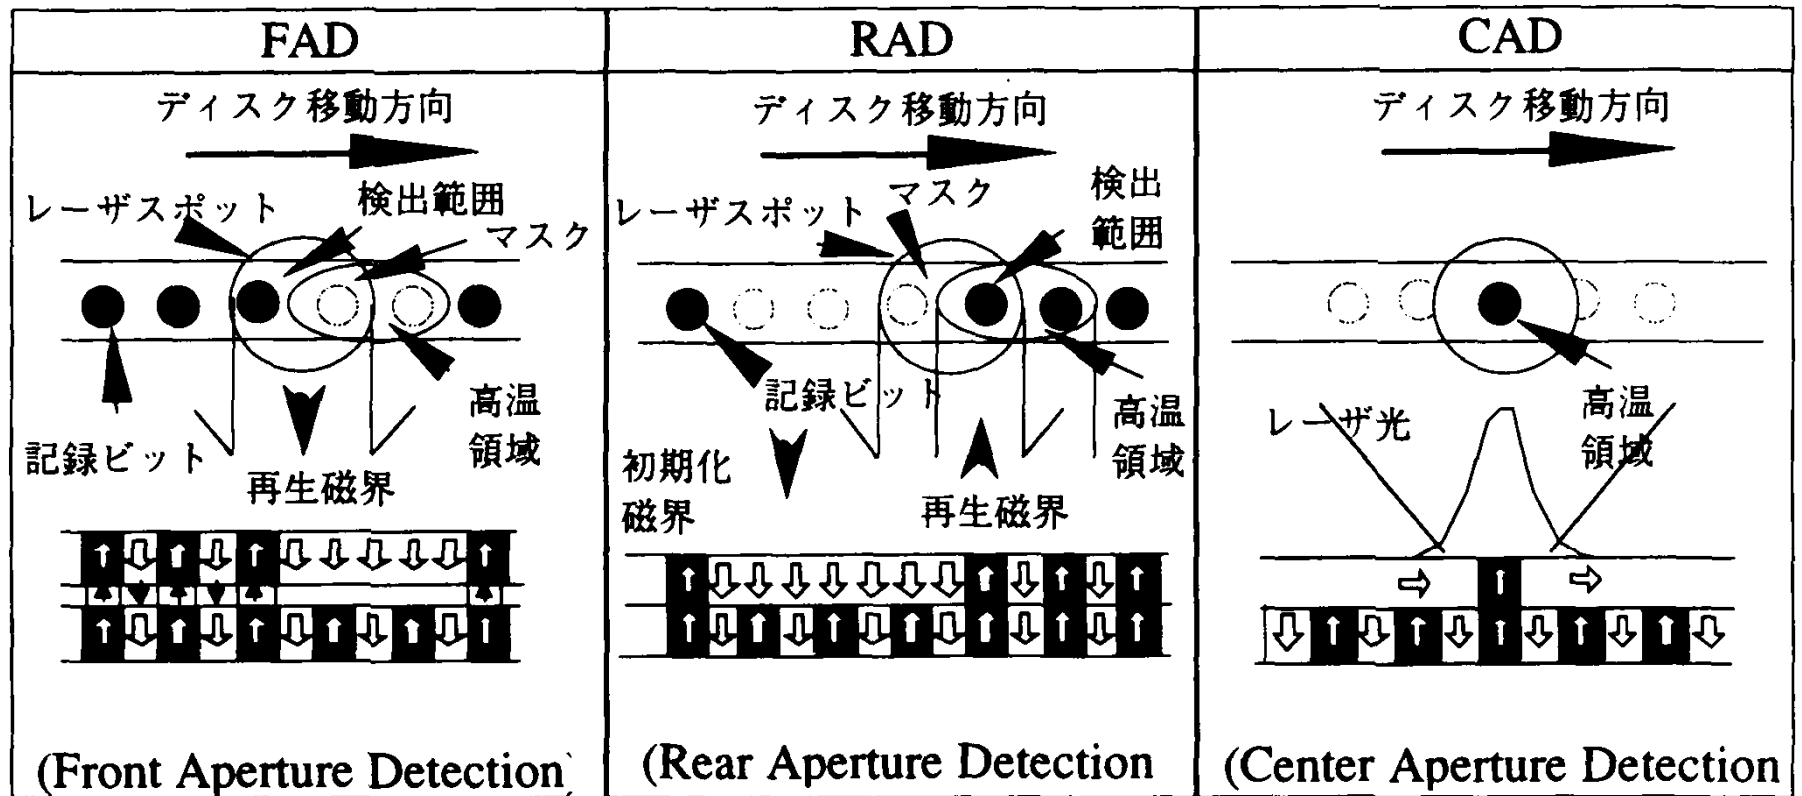 FAD
ディスク移動方向
レーザスポット
検出範囲
マスク
記録ビット
再生磁界
高温
領域
(Front Aperture Detection)
RAD
ディスク移動方向
レーザスポット
マスク
検出
範囲
記録ビット
高温
領域
初期化
磁界
再生磁界
(Rear Aperture Detection
CAD
ディスク移動方向
レーザ光
高温
領域
(Center Aperture Detection